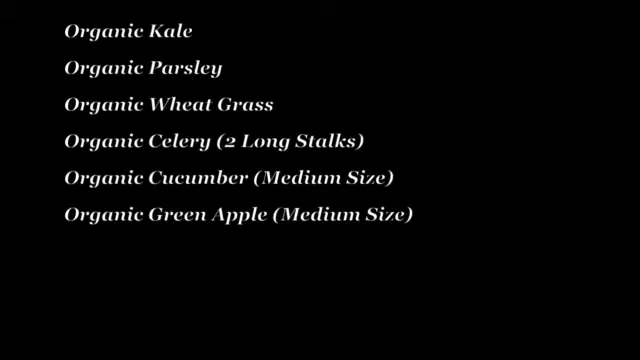 Organic Kale
Organic Parsley
Organic Wheat Grass
Organic Celery (2 Long Stalks)
Organic Cucumber (Medium Size)
Organic Green Apple (Medium Size)